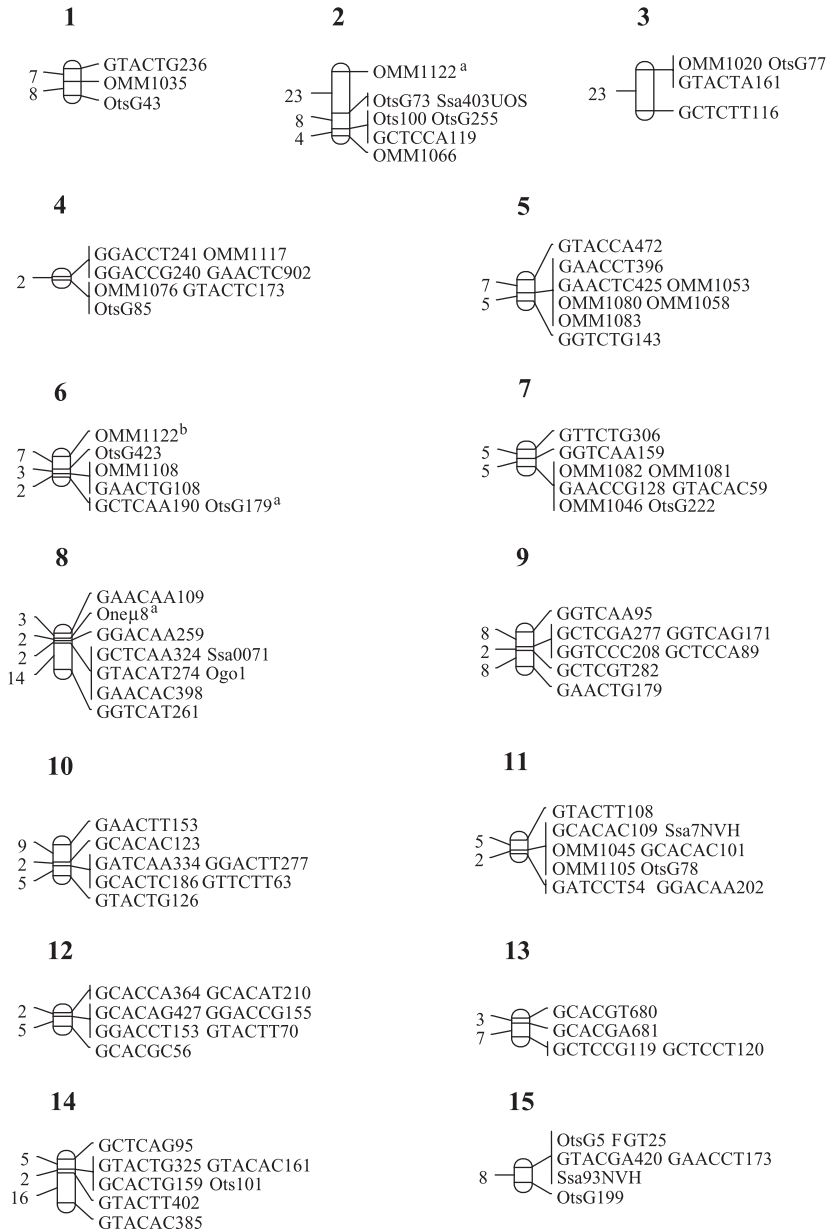 1
GTACTG236
7
OMM1035
8
OtsG43
2
OMM1122a
23
OtsG73 Ssa403UOS
8
Ots100 OtsG255
4
GCTCCA119
OMM1066
3
OMM1020 OtsG77
GTACTA161
23
GCTCTT116
4
GGACCT241 OMM1117
GGACCG240 GAACTC902
2
OMM1076 GTACTC173
OtsG85
5
GTACCA472
GAACCT396
7
GAACTC425 OMM1053
5
OMM1080 OMM1058
OMM1083
GGTCTG143
6
OMM1122b
7
OtsG423
3
OMM1108
2
GAACTG108
GCTCAA190 OtsG179a
7
GTTCTG306
5
GGTCAA159
5
OMM1082 OMM1081
GAACCG128 GTACAC59
OMM1046 OtsG222
8
GAACAA109
Oneµ8a
3
GGACAA259
2
GCTCAA324 Ssa0071
2
GTACAT274 Ogo1
14
GAACAC398
GGTCAT261
9
GGTCAA95
8
GCTCGA277 GGTCAG171
2
GGTCCC208 GCTCCA89
8
GCTCGT282
GAACTG179
10
GAACTT153
9
GCACAC123
2
GATCAA334 GGACTT277
5
GCACTC186 GTTCTT63
GTACTG126
11
GTACTT108
GCACAC109 Ssa7NVH
5
OMM1045 GCACAC101
2
OMM1105 OtsG78
GATCCT54 GGACAA202
12
GCACCA364 GCACAT210
2
GCACAG427 GGACCG155
5
GGACCT153 GTACTT70
GCACGC56
13
GCACGT680
3
GCACGA681
7
GCTCCG119 GCTCCT120
14
GCTCAG95
5
GTACTG325 GTACAC161
2
GCACTG159 Ots101
16
GTACTT402
GTACAC385
15
OtsG5 FGT25
GTACGA420 GAACCT173
8
Ssa93NVH
OtsG199